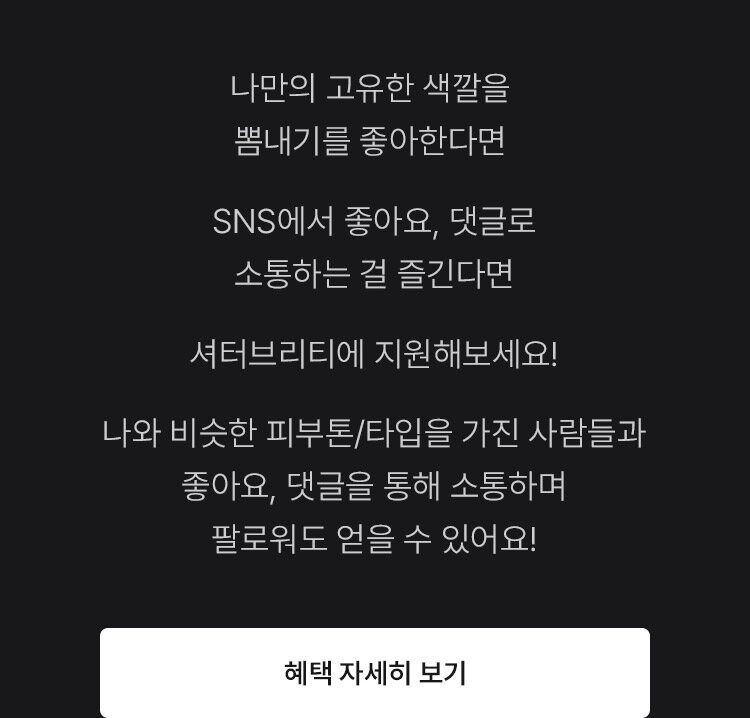 나만의 고유한 색깔을
뽐내기를 좋아한다면
SNS에서 좋아요, 댓글로
소통하는 걸 즐긴다면
셔터브리티에 지원해보세요!
나와 비슷한 피부톤/타입을 가진 사람들과
좋아요, 댓글을 통해 소통하며
팔로워도 얻을 수 있어요!
혜택 자세히 보기